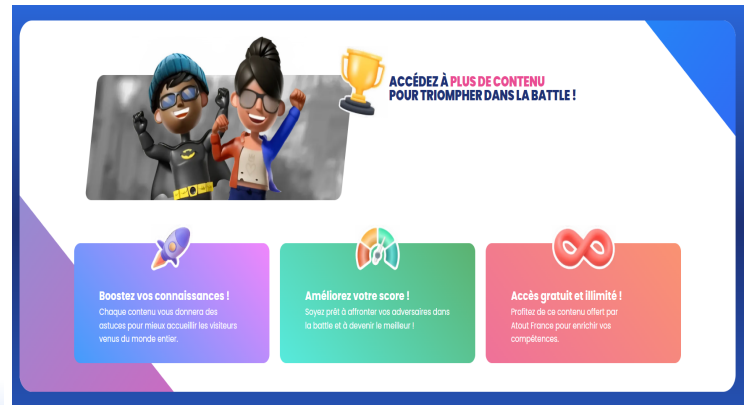 ACCÉDEZ À PLUS DE CONTENU
POUR TRIOMPHER DANS LA BATTLE !
Boostez vos connaissances !
Chaque contenu vous donnera des
astuces pour mieux accueillir les visiteurs
venus du monde entier.
Améliorez votre score !
Soyez prêt à affronter vos adversaires dans
la battle et à devenir le meilleur !
Accès gratuit et illimité !
Profitez de ce contenu offert par
Atout France pour enrichir vos
compétences.